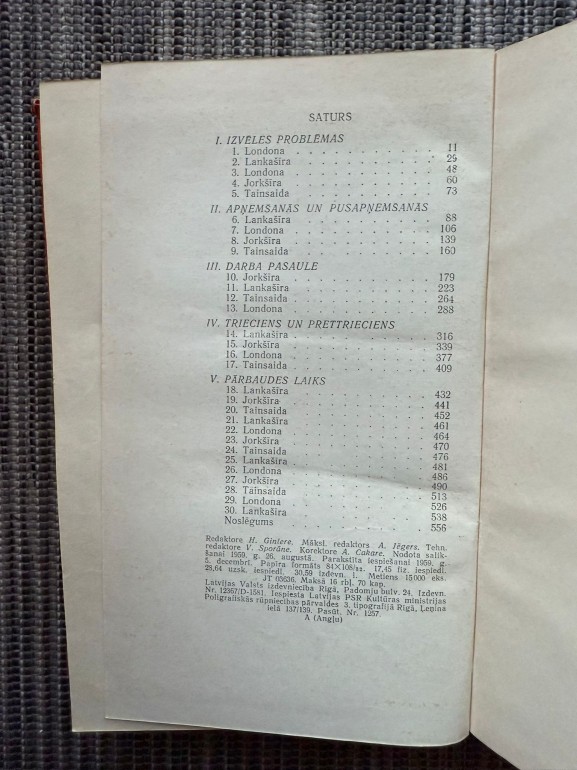 SATURS
I. IZVĒLES PROBLĒMAS
1. Londona . . . . . . . . . . . 11
2. Lankašīra . . . . . . . . . . 25
3. Londona . . . . . . . . . . . 48
4. Jorkšīra . . . . . . . . . . . 60
5. Tainsaida . . . . . . . . . . 73
II. APŅEMŠANĀS UN PUSAPŅEMŠANĀS
6. Lankašīra . . . . . . . . . . 88
7. Londona . . . . . . . . . . . 106
8. Jorkšīra . . . . . . . . . . . 139
9. Tainsaida . . . . . . . . . . 160
III. DARBA PASAULE
10. Jorkšīra . . . . . . . . . . . 179
11. Lankašīra . . . . . . . . . . 223
12. Tainsaida . . . . . . . . . . 264
13. Londona . . . . . . . . . . . 288
IV. TRIECIENS UN PRETTRIECIENS
14. Lankašīra . . . . . . . . . . 316
15. Jorkšīra . . . . . . . . . . . 339
16. Londona . . . . . . . . . . . 377
17. Tainsaida . . . . . . . . . . 409
V. PĀRBAUDES LAIKS
18. Lankašīra . . . . . . . . . . 432
19. Jorkšīra . . . . . . . . . . . 441
20. Tainsaida . . . . . . . . . . 452
21. Lankašīra . . . . . . . . . . 461
22. Londona . . . . . . . . . . . 464
23. Jorkšīra . . . . . . . . . . . 470
24. Tainsaida . . . . . . . . . . 476
25. Lankašīra . . . . . . . . . . 481
26. Londona . . . . . . . . . . . 486
27. Jorkšīra . . . . . . . . . . . 490
28. Tainsaida . . . . . . . . . . 513
29. Londona . . . . . . . . . . . 526
30. Lankašīra . . . . . . . . . . 538
Noslēgums . . . . . . . . . . . 556
Redaktore H. Gintere. Māksl. redaktors A. Jēgers. Tehn.
redaktore V. Sporāne. Korektore A. Cakare. Nodota salik-
šanai 1959. g. 26. augustā. Parakstīta iespiešanai 1959. g.
5. decembrī. Papīra formāts 84×108/32. 17,45 fiz. iespiedl.
28,64 uzsk. iespiedl. 30,59 izdevn. l. Metiens 15 000 eks.
JT 05636. Maksā 16 rbļ. 70 kap.
Latvijas Valsts izdevniecība Rīgā, Padomju bulv. 24. Izdevn.
Nr. 12367/D-1581. Iespiesta Latvijas PSR Kultūras ministrijas
Poligrafiskās rūpniecības pārvaldes 3. tipogrāfijā Rīgā, Ļeņina
ielā 137/139. Pasūt. Nr. 1257.
A (Angļu)